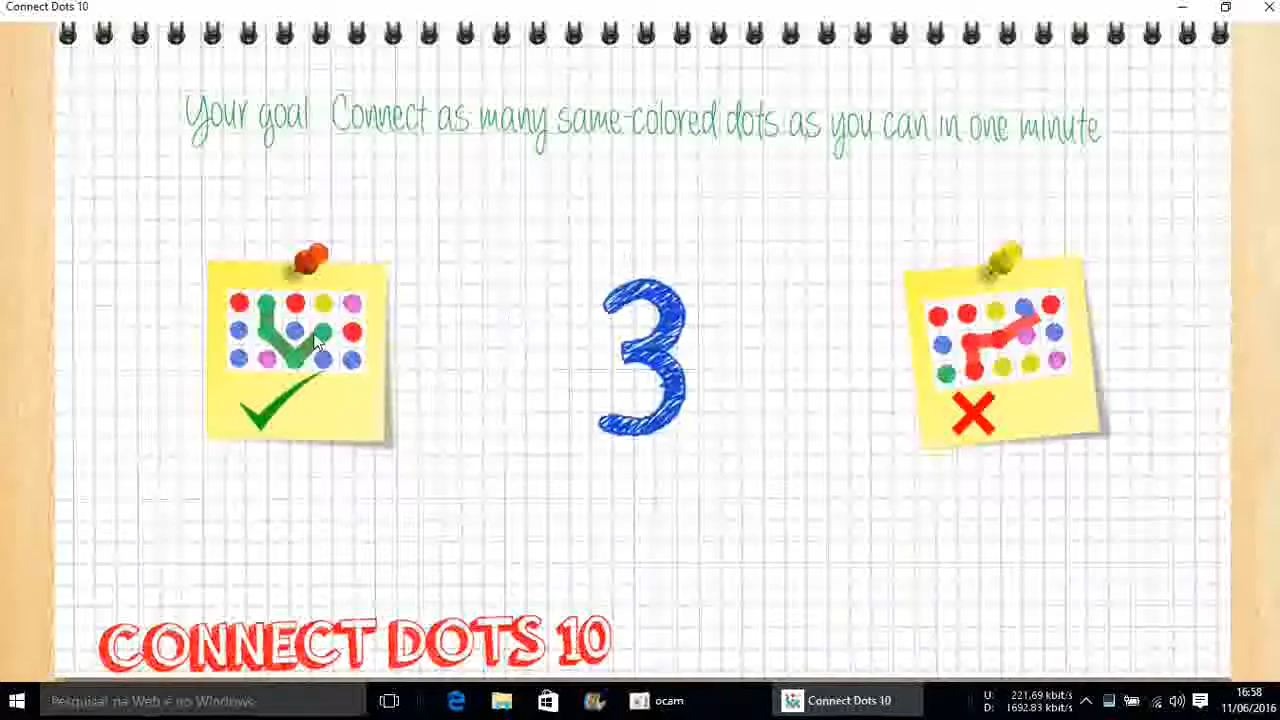 Connect Dots 10
Your goal Connect as many same-colored dots as you can in one minute
3
CONNECT DOTS 10
Pesquisar na Web e no Windows
ocam
Connect Dots 10
U: 221,69 kbit/s
D: 1692,83 kbit/s
16:58
11/06/2016